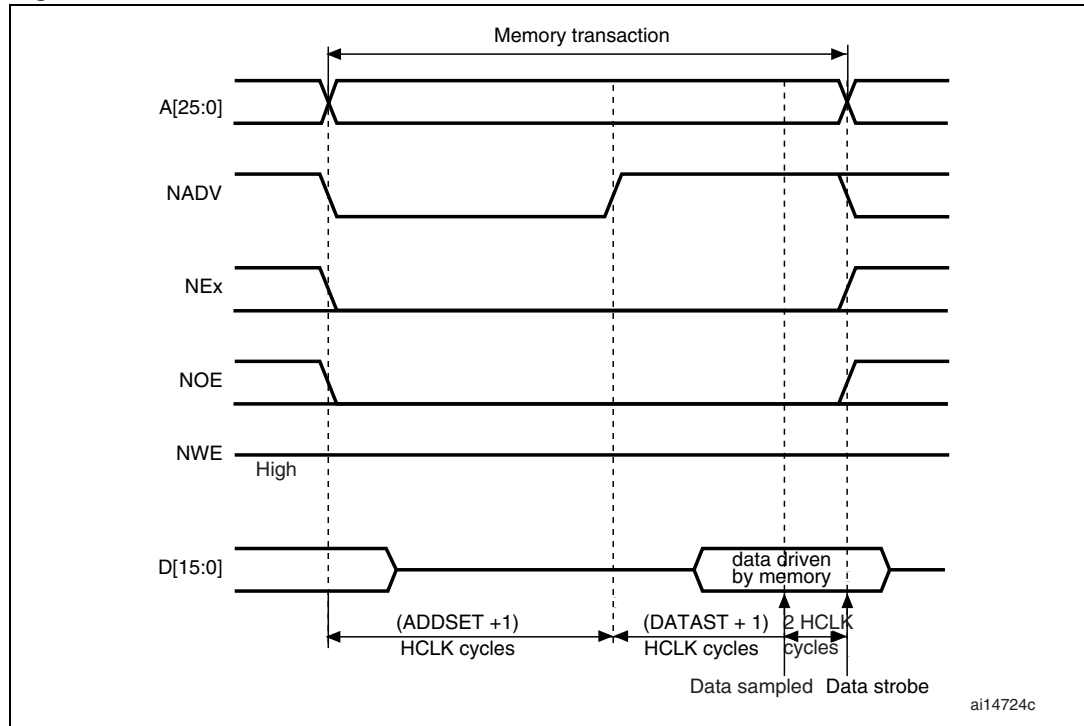 Memory transaction
A[25:0]
NADV
NEx
NOE
NWE
High
D[15:0]
data driven
by memory
(ADDSET +1)
HCLK cycles
(DATAST + 1)
HCLK cycles
2 HCLK
cycles
Data sampled
Data strobe
ai14724c